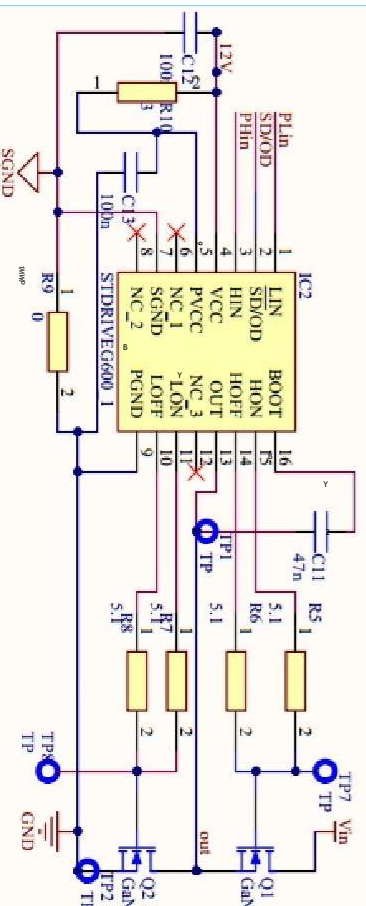 12V
C12
100n
1
R10
SGND
C13
100n
PLin
SD/OD
PHin
R9
0
1
2
IC2
STDRIVEG600_1
1
2
3
4
5
6
7
8
LIN
SD/OD
HIN
VCC
PVCC
NC_1
SGND
NC_2
BOOT
HON
HOFF
OUT
NC_3
LON
LOFF
PGND
16
15
14
13
12
11
10
9
TP1
TP
C11
47n
R5
5.1
1
2
R6
5.1
1
2
R7
5.1
1
2
R8
5.1
1
2
TP7
TP
TP8
TP
Vin
out
GND
TP2
Q1
GaN
Q2
GaN